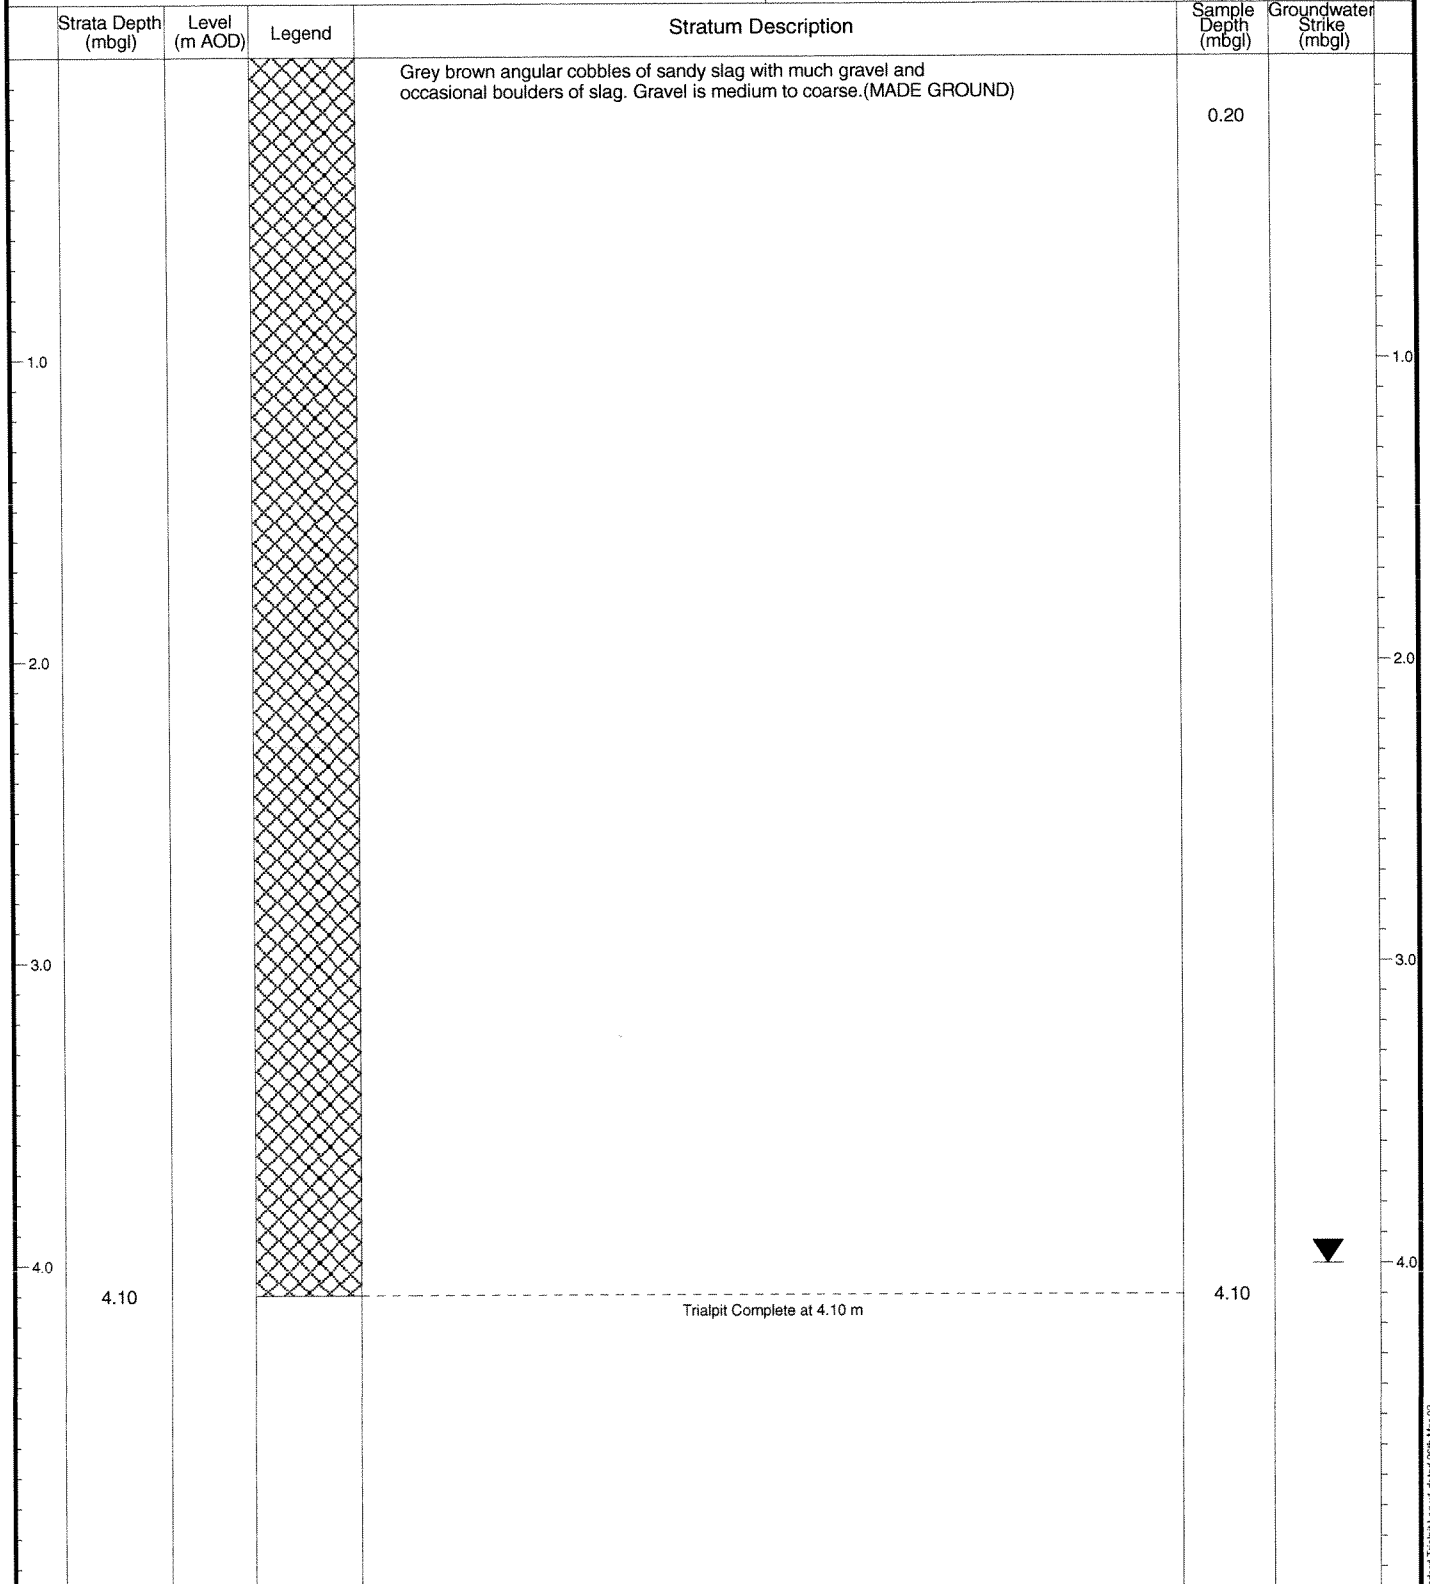 Strata Depth
(mbgl)
Level
(m AOD)
Legend
Stratum Description
Sample
Depth
(mbgl)
Groundwater
Strike
(mbgl)
Grey brown angular cobbles of sandy slag with much gravel and
occasional boulders of slag. Gravel is medium to coarse.(MADE GROUND)
0.20
1.0
1.0
2.0
2.0
3.0
3.0
4.0
4.0
4.10
4.10
Trialpit Complete at 4.10 m